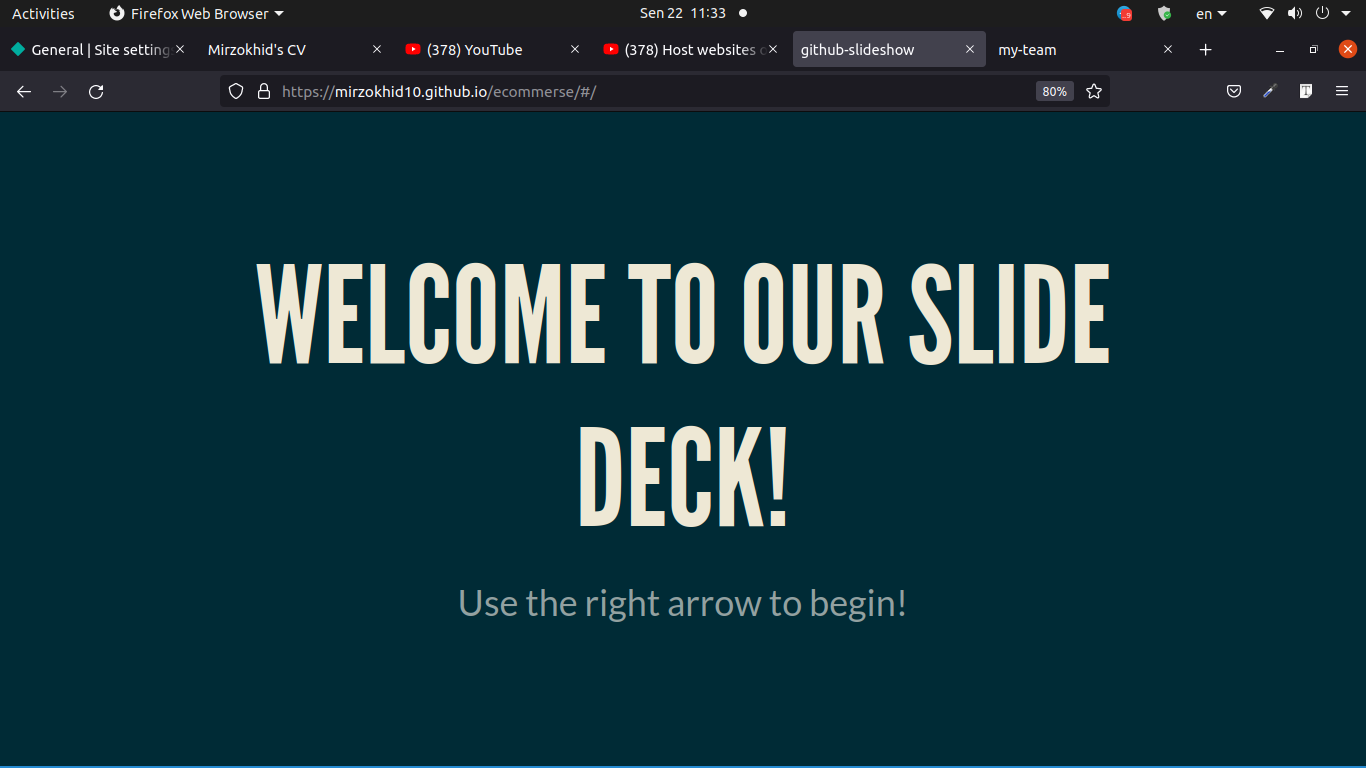 Activities Firefox Web Browser Sen 22 11:33 en
General | Site setting Mirzokhid's CV (378) YouTube (378) Host websites o github-slideshow my-team
https://mirzokhid10.github.io/ecommerse/#/ 80%
WELCOME TO OUR SLIDE
DECK!
Use the right arrow to begin!